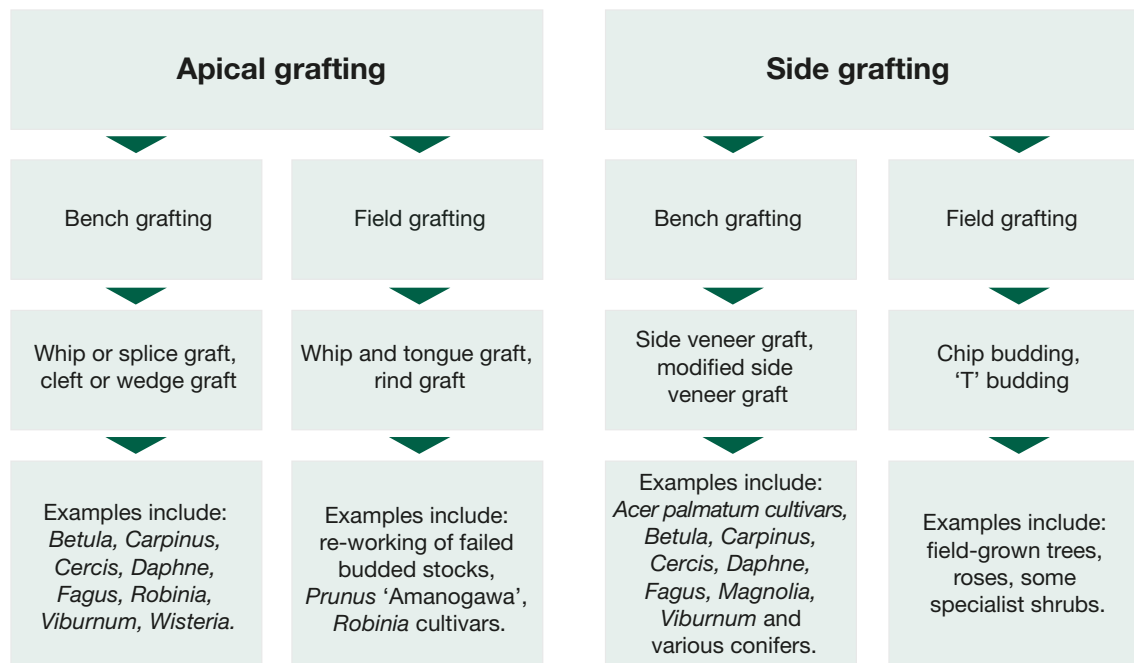 Apical grafting
Side grafting
Bench grafting
Field grafting
Bench grafting
Field grafting
Whip or splice graft,
cleft or wedge graft
Whip and tongue graft,
rind graft
Side veneer graft,
modified side
veneer graft
Chip budding,
‘T’ budding
Examples include:
Betula, Carpinus,
Cercis, Daphne,
Fagus, Robinia,
Viburnum, Wisteria.
Examples include:
re-working of failed
budded stocks,
Prunus ‘Amanogawa’,
Robinia cultivars.
Examples include:
Acer palmatum cultivars,
Betula, Carpinus,
Cercis, Daphne,
Fagus, Magnolia,
Viburnum and
various conifers.
Examples include:
field-grown trees,
roses, some
specialist shrubs.